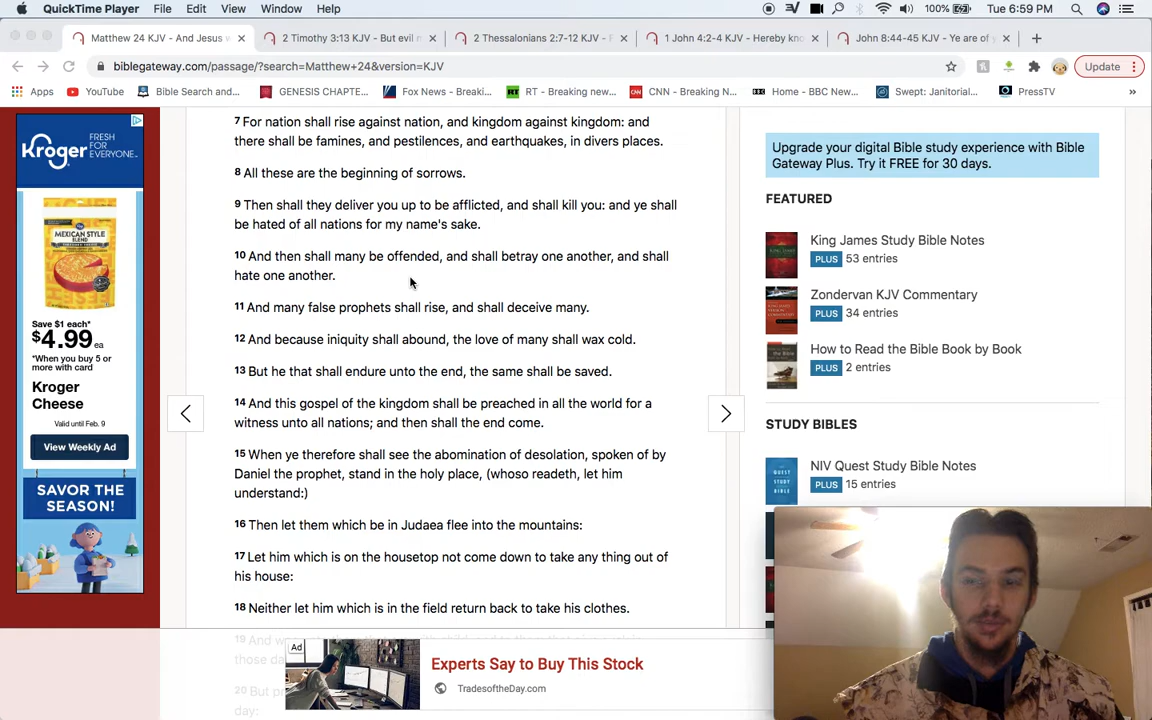 QuickTime Player File Edit View Window Help 100% Tue 6:59 PM
Matthew 24 KJV - And Jesus w 2 Timothy 3:13 KJV - But evil m 2 Thessalonians 2:7-12 KJV - F 1 John 4:2-4 KJV - Hereby kno John 8:44-45 KJV - Ye are of y
biblegateway.com/passage/?search=Matthew+24&version=KJV Update
Apps YouTube Bible Search and... GENESIS CHAPTE... Fox News - Breaki... RT - Breaking new... CNN - Breaking N... Home - BBC New... Swept: Janitorial... PressTV »
Kroger
FRESH
FOR
EVERYONE.
MEXICAN STYLE
BLEND
Save $1 each*
$4.99 ea
*When you buy 5 or
more with card
Kroger
Cheese
Valid until Feb. 9
View Weekly Ad
SAVOR THE
SEASON!
7 For nation shall rise against nation, and kingdom against kingdom: and
there shall be famines, and pestilences, and earthquakes, in divers places.
8 All these are the beginning of sorrows.
9 Then shall they deliver you up to be afflicted, and shall kill you: and ye shall
be hated of all nations for my name's sake.
10 And then shall many be offended, and shall betray one another, and shall
hate one another.
11 And many false prophets shall rise, and shall deceive many.
12 And because iniquity shall abound, the love of many shall wax cold.
13 But he that shall endure unto the end, the same shall be saved.
14 And this gospel of the kingdom shall be preached in all the world for a
witness unto all nations; and then shall the end come.
15 When ye therefore shall see the abomination of desolation, spoken of by
Daniel the prophet, stand in the holy place, (whoso readeth, let him
understand:)
16 Then let them which be in Judaea flee into the mountains:
17 Let him which is on the housetop not come down to take any thing out of
his house:
18 Neither let him which is in the field return back to take his clothes.
19 And w
those da
20 But p
day:
Ad
Experts Say to Buy This Stock
TradesoftheDay.com
Upgrade your digital Bible study experience with Bible
Gateway Plus. Try it FREE for 30 days.
FEATURED
King James Study Bible Notes
PLUS 53 entries
Zondervan KJV Commentary
PLUS 34 entries
How to Read the Bible Book by Book
PLUS 2 entries
STUDY BIBLES
NIV Quest Study Bible Notes
PLUS 15 entries